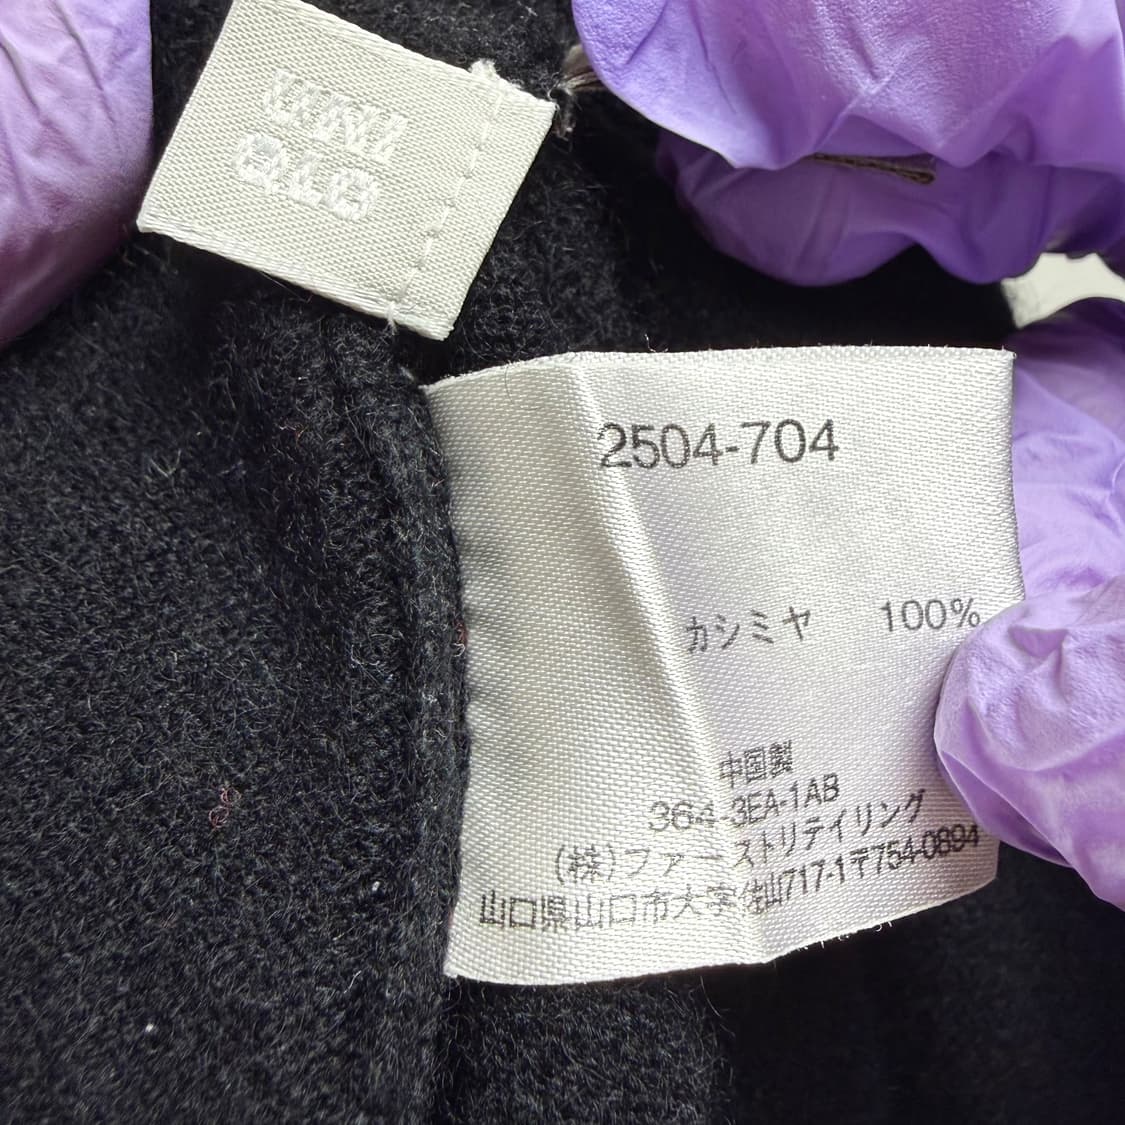 UNI
QLO
2504-704
カシミヤ 100%
中国製
364-3EA-1AB
(株)ファーストリテイリング
山口県山口市大字佐山717-1〒754-0894